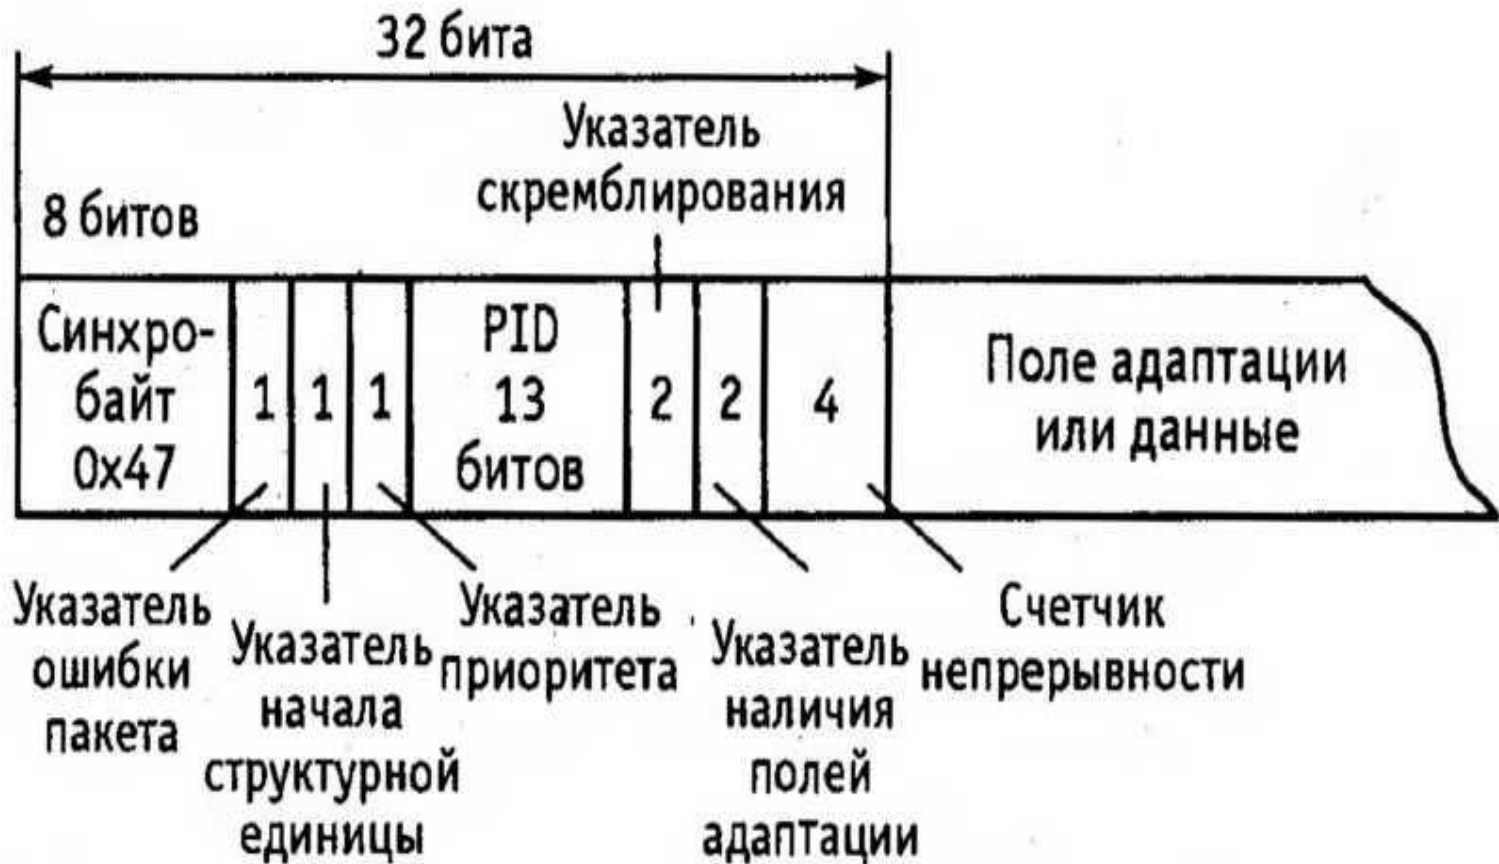 32 бита
Указатель
скремблирования
8 битов
Синхро-
байт
0x47
1
1
1
PID
13
битов
2
2
4
Поле адаптации
или данные
Указатель
ошибки
пакета
Указатель
начала
структурной
единицы
Указатель
приоритета
Указатель
наличия
полей
адаптации
Счетчик
непрерывности